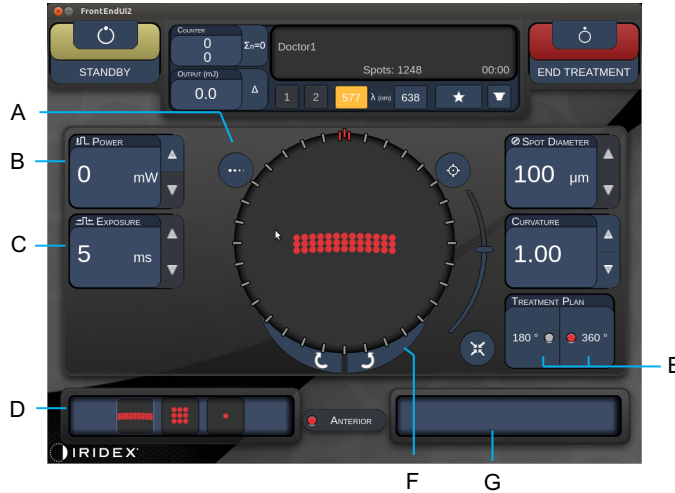 FrontEndUi2
STANDBY
COUNTER
0
0
Σn=0
OUTPUT (mJ)
0.0
Δ
Doctor1
Spots: 1248
00:00
1
2
577
λ (nm)
638
END TREATMENT
A
B
POWER
0
mW
C
EXPOSURE
5
ms
SPOT DIAMETER
100
µm
CURVATURE
1.00
TREATMENT PLAN
180 °
360 °
E
D
ANTERIOR
IRIDEX
F
G